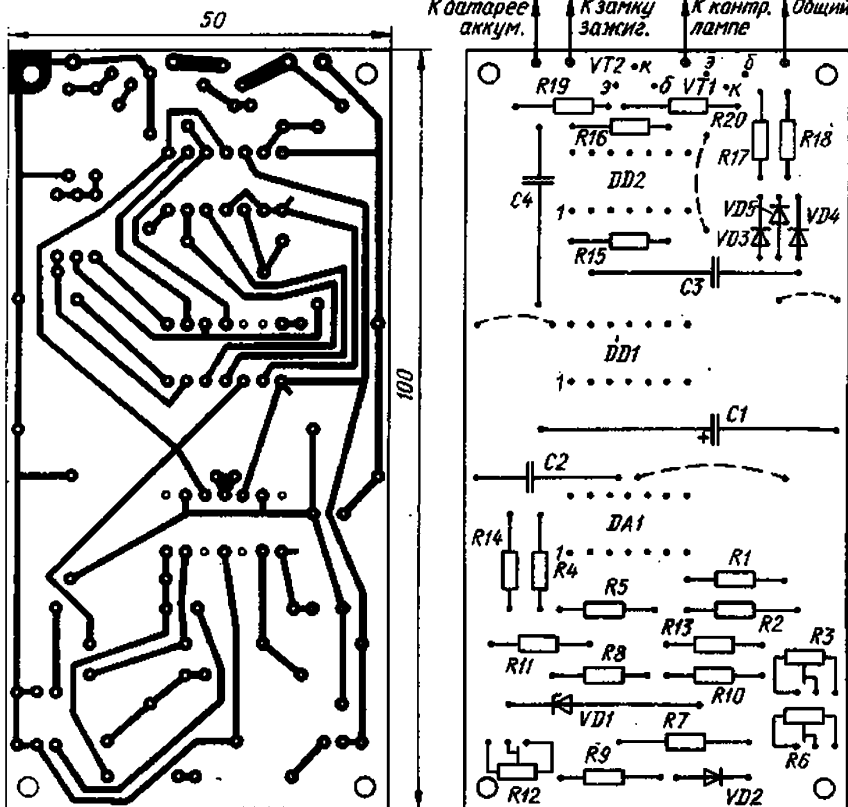 50
100
К батарее аккум.
К замку зажиг.
К контр. лампе
Общий
VT2 к
э б
R19
э б VT1 к
R16
R20
R17
R18
DD2
C4
1
VD5
VD3
VD4
R15
C3
DD1
1
C1
+
C2
DA1
R14
R4
1
R1
R5
R2
R13
R3
R11
R8
R10
VD1
R7
R6
R12
R9
VD2